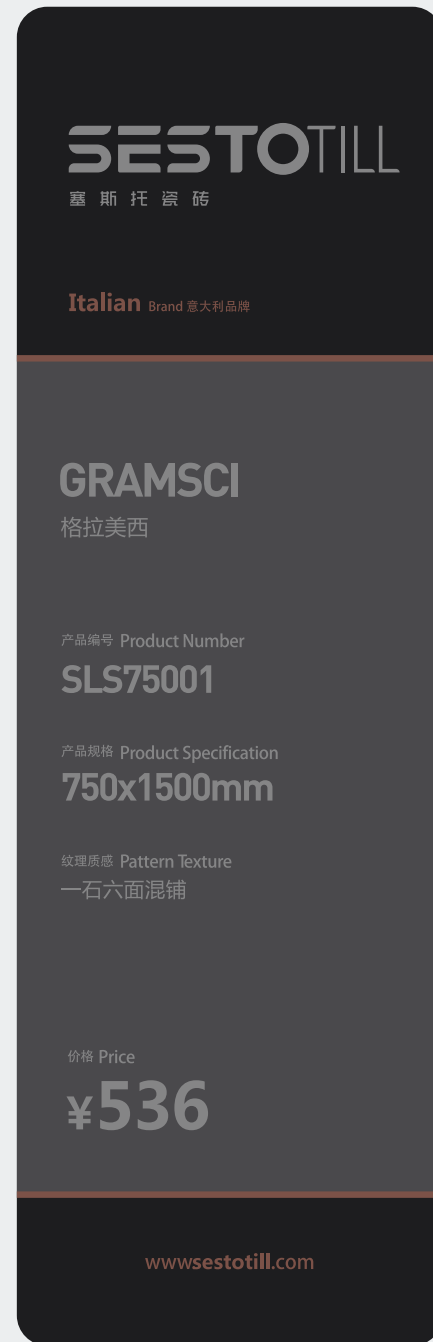 SESTOTILL
塞斯托瓷砖
Italian Brand 意大利品牌
GRAMSCI
格拉美西
产品编号 Product Number
SLS75001
产品规格 Product Specification
750x1500mm
纹理质感 Pattern Texture
一石六面混铺
价格 Price
¥536
www.sestotill.com